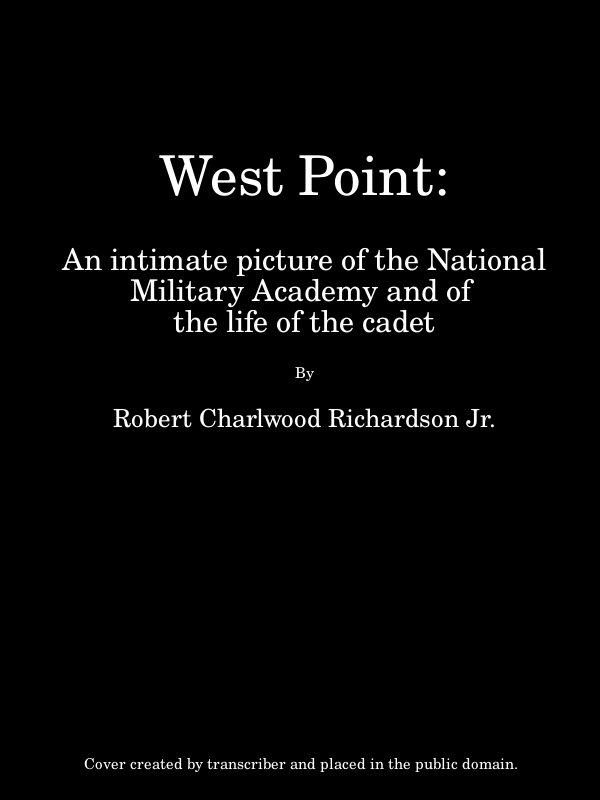 West Point:
An intimate picture of the National
Military Academy and of
the life of the cadet
By
Robert Charlwood Richardson Jr.
Cover created by transcriber and placed in the public domain.